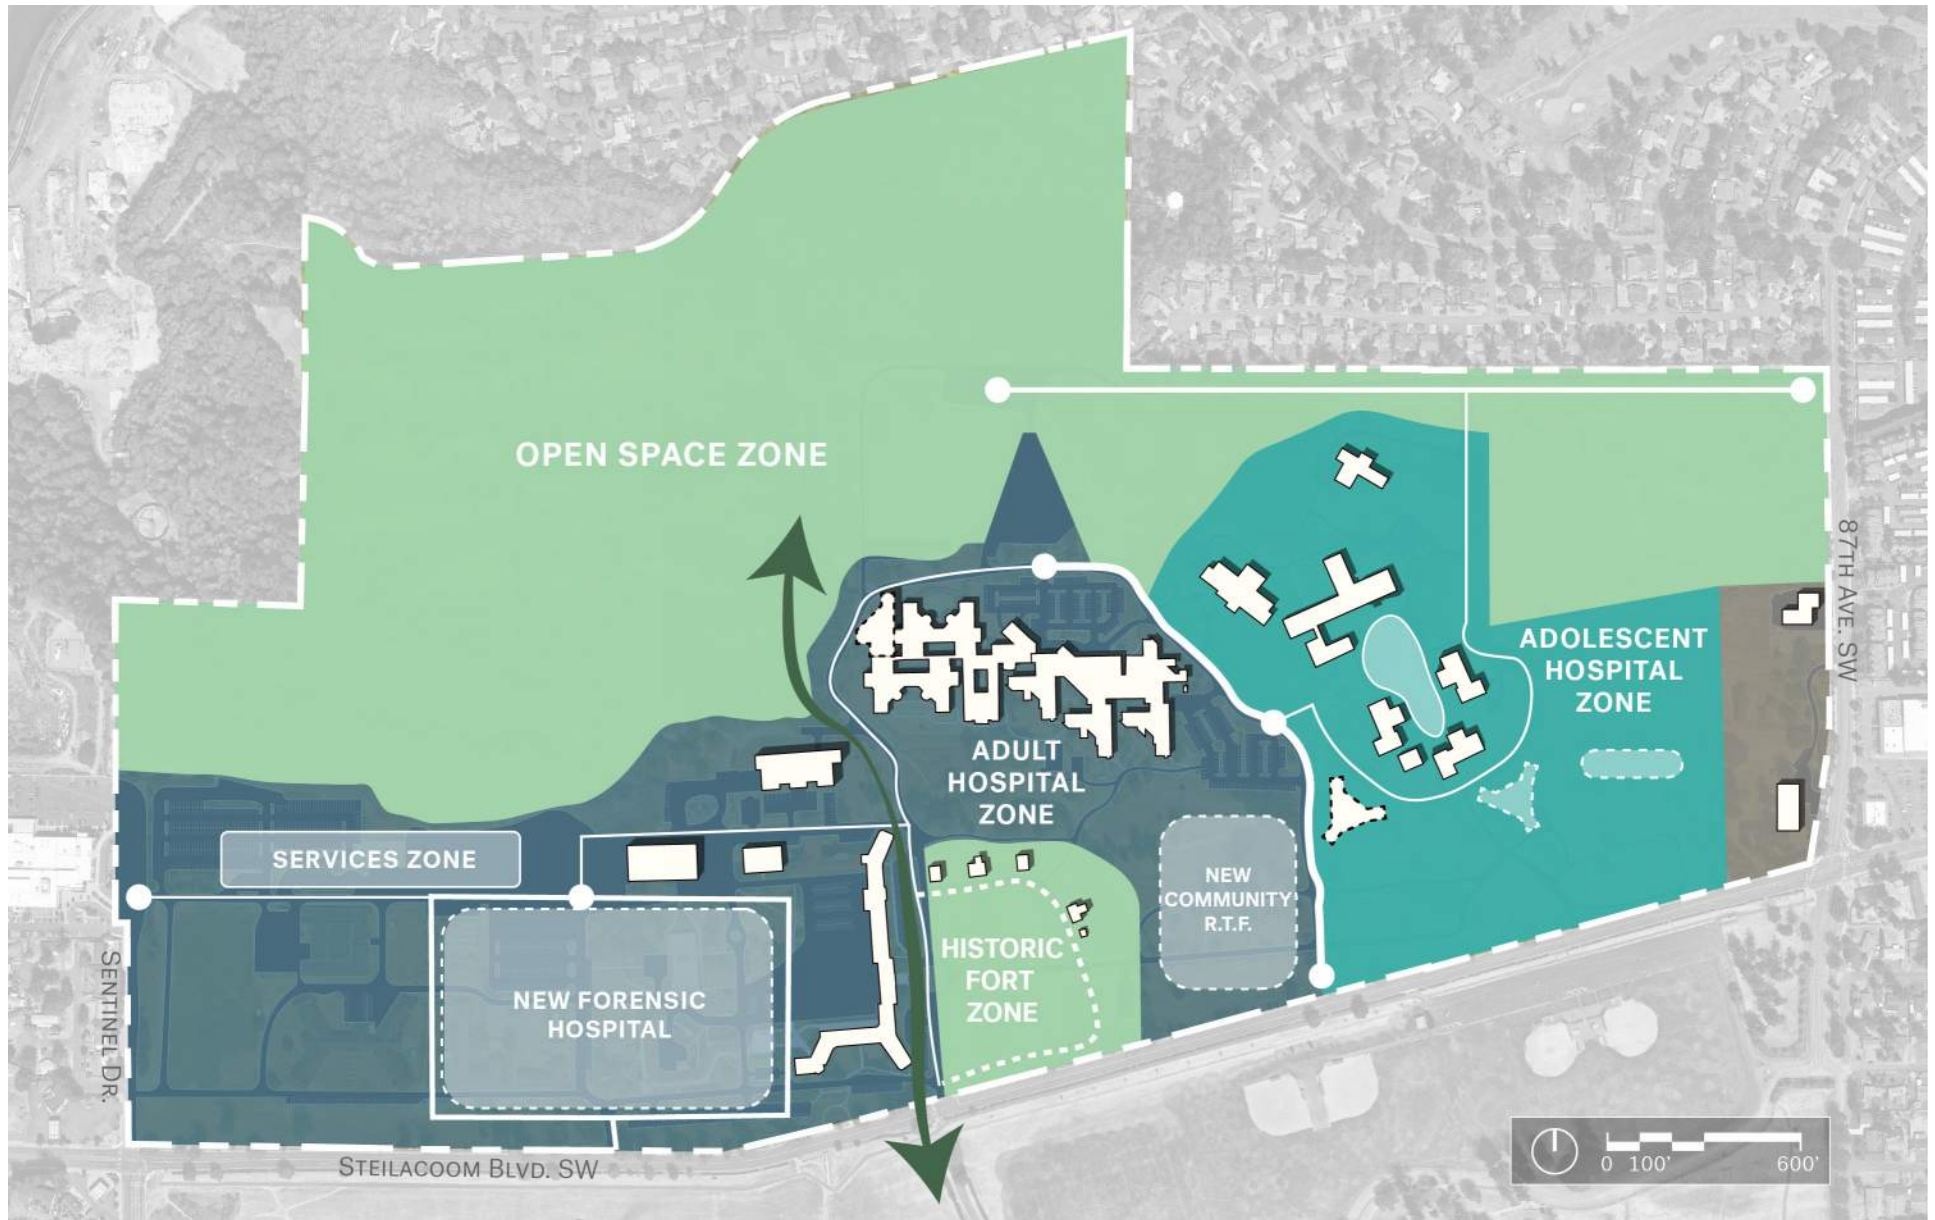 OPEN SPACE ZONE
87TH AVE. SW
ADOLESCENT
HOSPITAL
ZONE
ADULT
HOSPITAL
ZONE
SERVICES ZONE
NEW
COMMUNITY
R.T.F.
HISTORIC
FORT
ZONE
NEW FORENSIC
HOSPITAL
SENTINEL DR.
STEILACOOM BLVD. SW
0 100' 600'